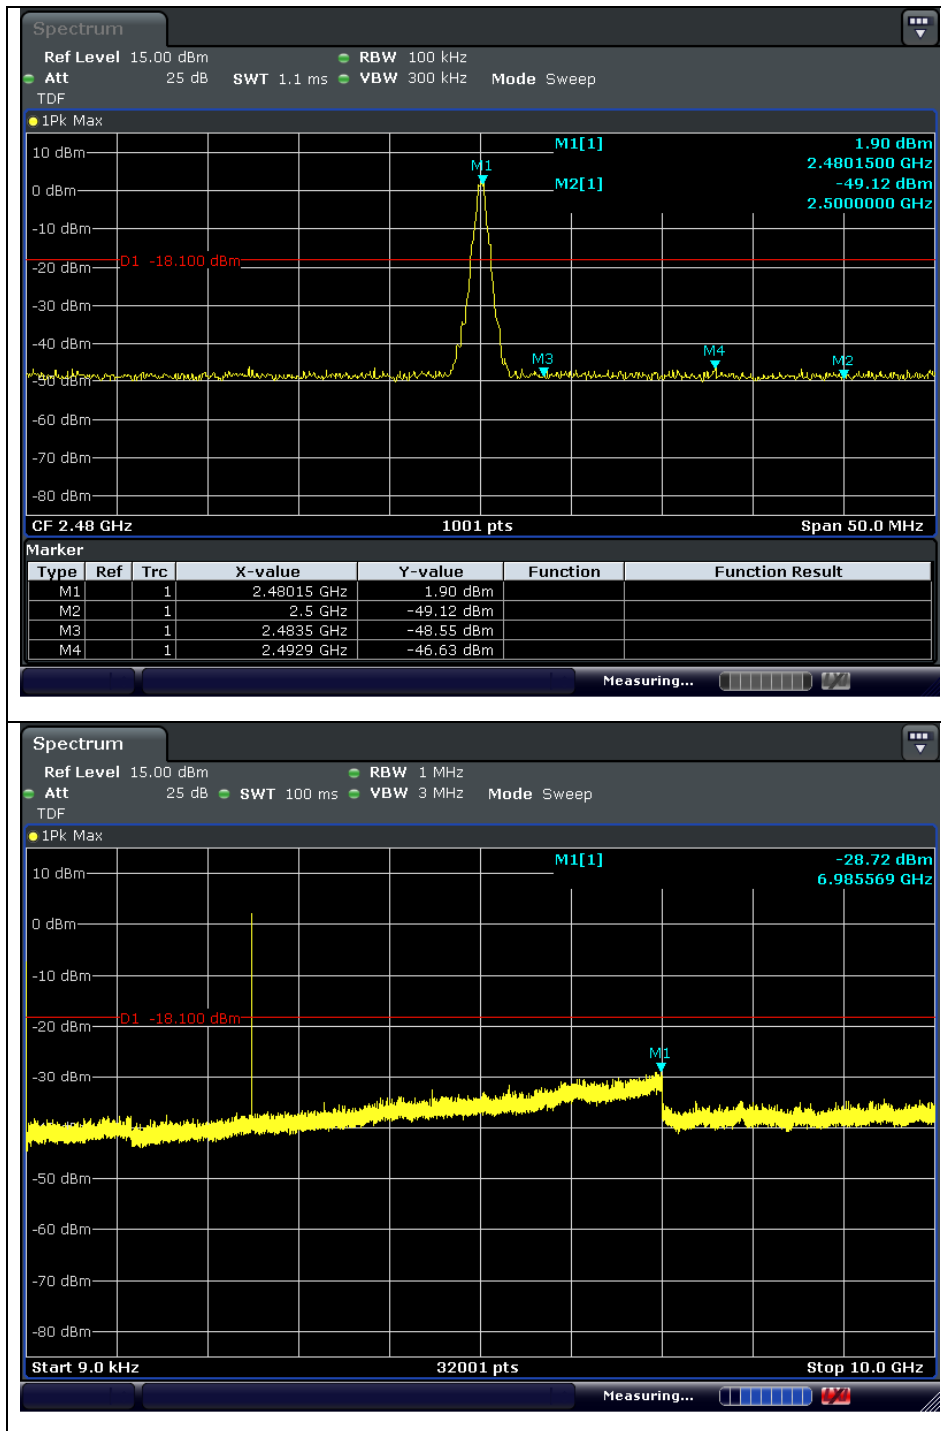 Spectrum
Ref Level 15.00 dBm RBW 100 kHz
Att 25 dB SWT 1.1 ms VBW 300 kHz Mode Sweep
TDF
1Pk Max
M1[1] 1.90 dBm
2.4801500 GHz
M2[1] -49.12 dBm
2.5000000 GHz
10 dBm
M1
0 dBm
-10 dBm
D1 -18.100 dBm
-20 dBm
-30 dBm
-40 dBm
M3 M4 M2
-50 dBm
-60 dBm
-70 dBm
-80 dBm
CF 2.48 GHz 1001 pts Span 50.0 MHz
Marker
Type Ref Trc X-value Y-value Function Function Result
M1 1 2.48015 GHz 1.90 dBm
M2 1 2.5 GHz -49.12 dBm
M3 1 2.4835 GHz -48.55 dBm
M4 1 2.4929 GHz -46.63 dBm
Measuring...
Spectrum
Ref Level 15.00 dBm RBW 1 MHz
Att 25 dB SWT 100 ms VBW 3 MHz Mode Sweep
TDF
1Pk Max
M1[1] -28.72 dBm
6.985569 GHz
10 dBm
0 dBm
-10 dBm
D1 -18.100 dBm
-20 dBm
M1
-30 dBm
-50 dBm
-60 dBm
-70 dBm
-80 dBm
Start 9.0 kHz 32001 pts Stop 10.0 GHz
Measuring...